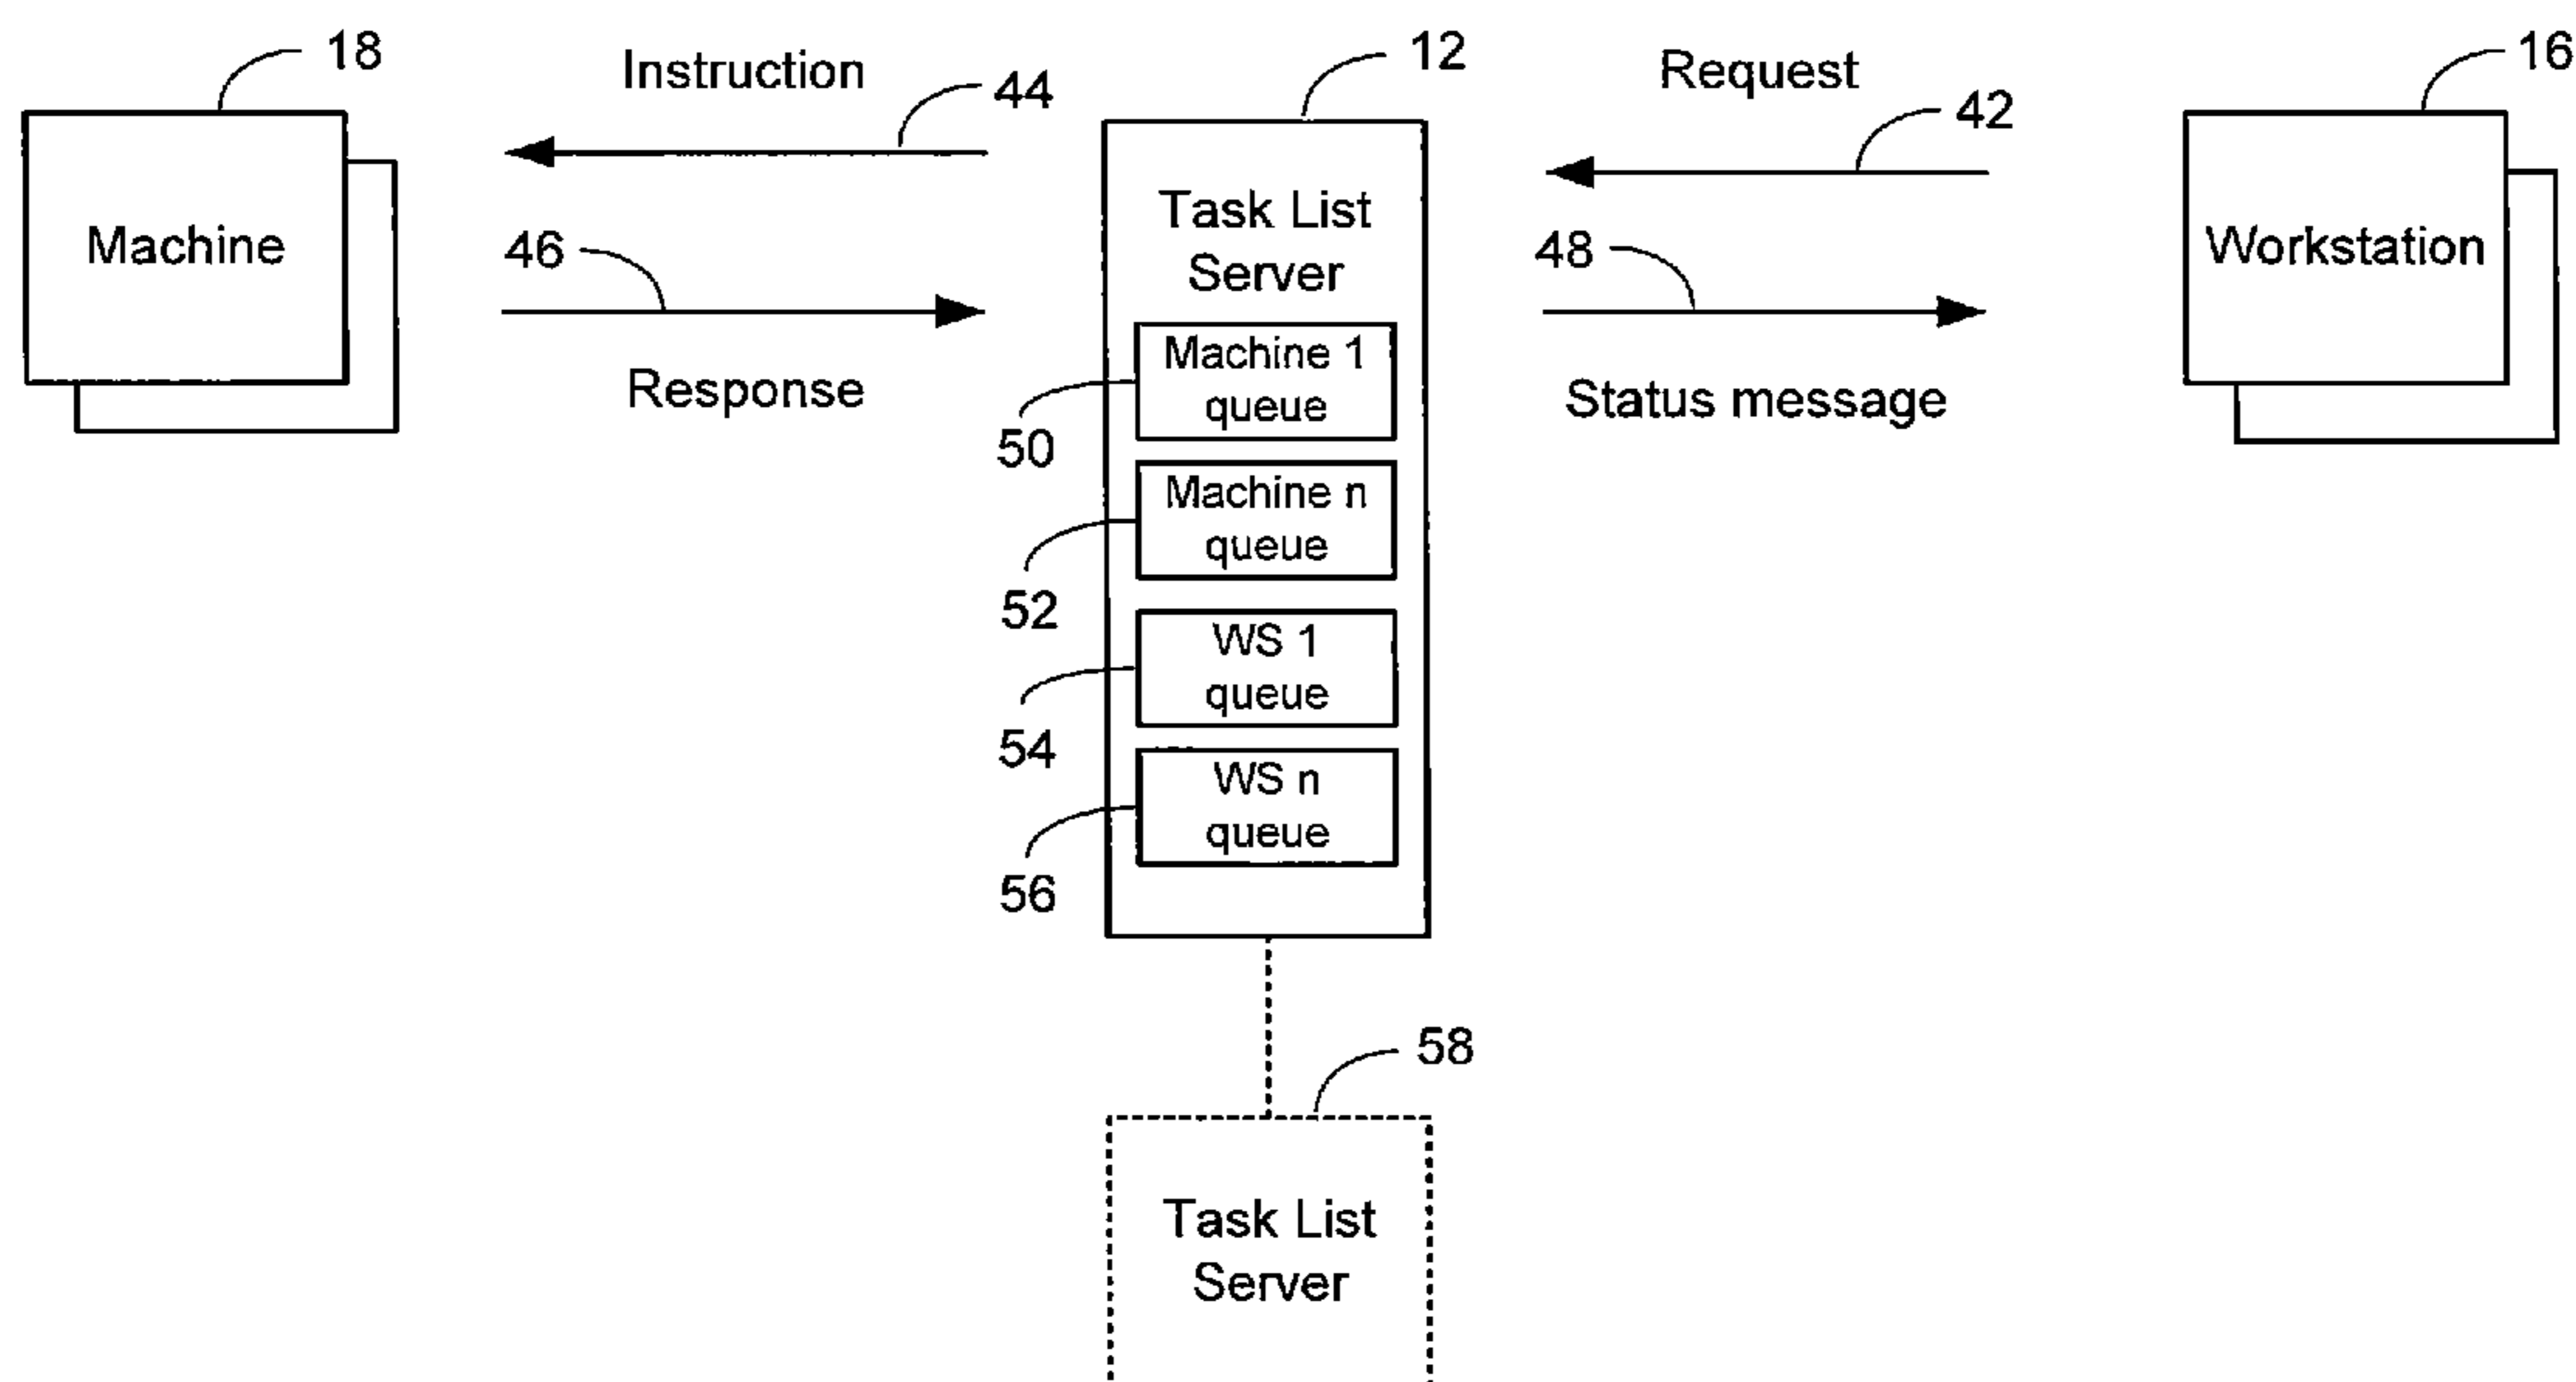 18
Instruction
44
12
Request
42
16
Machine
Task List
Server
Workstation
46
48
Response
Status message
Machine 1
queue
50
Machine n
queue
52
WS 1
queue
54
WS n
queue
56
58
Task List
Server